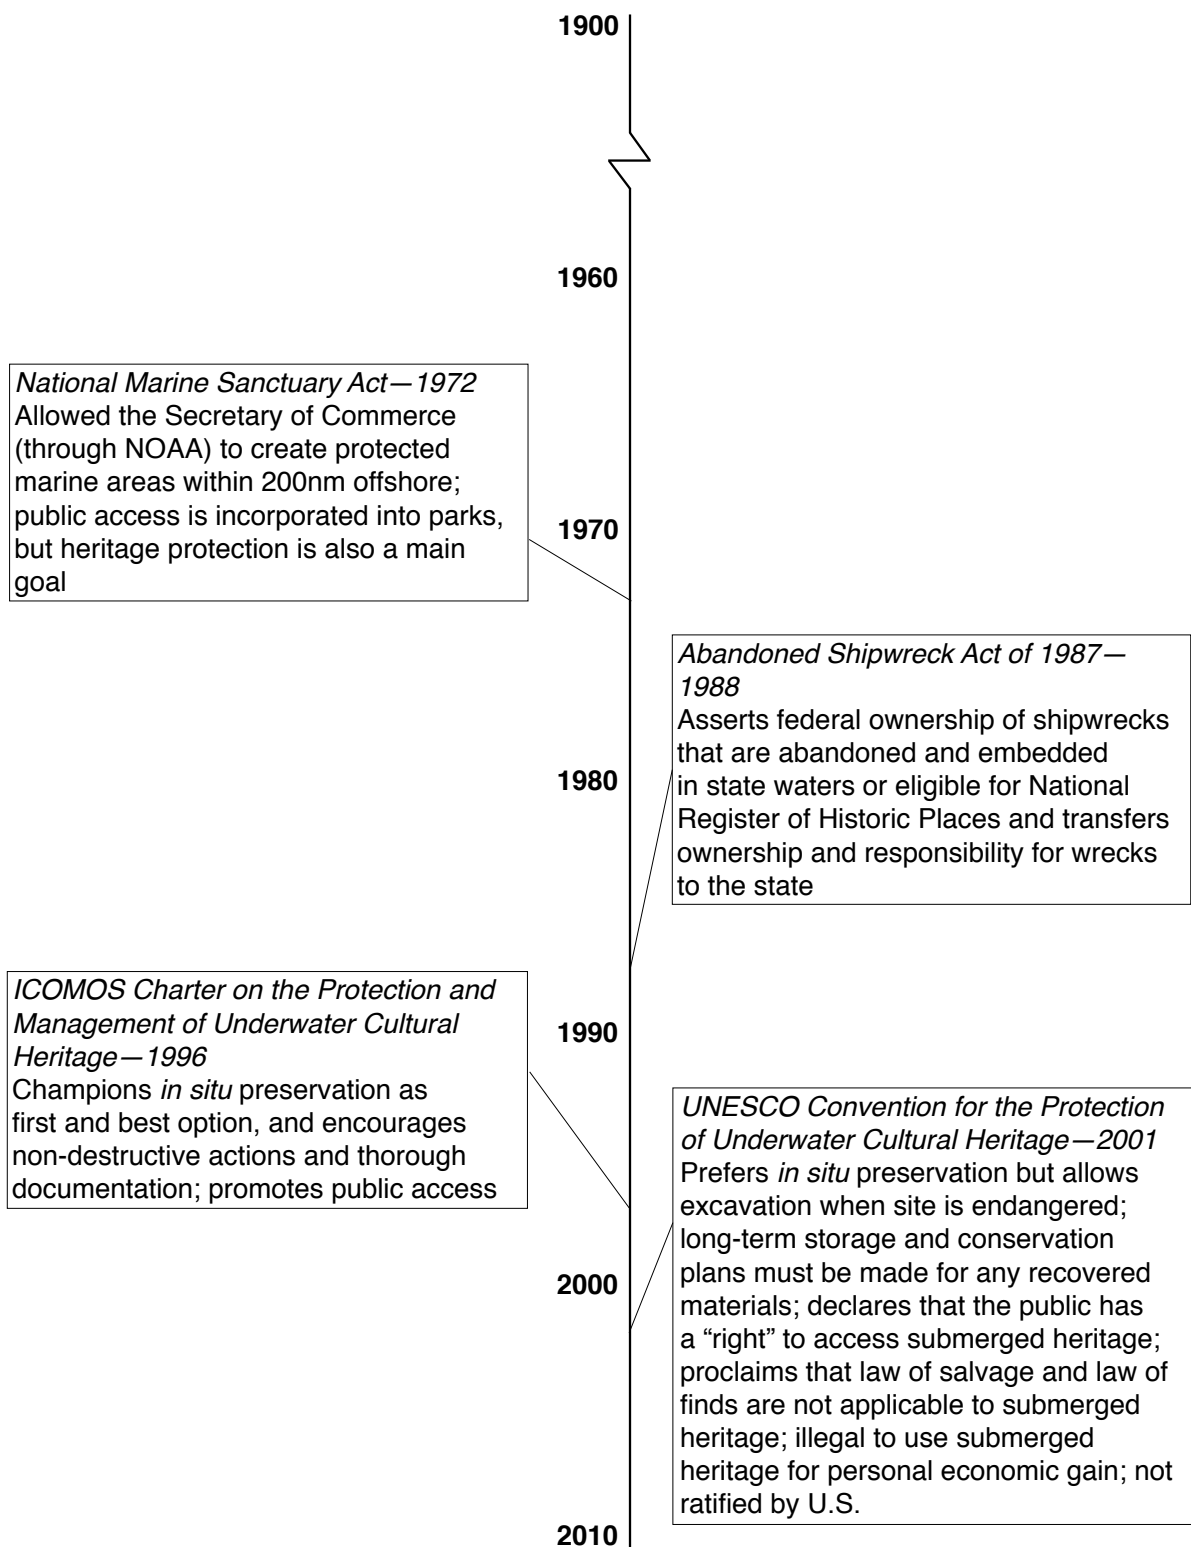 1900
1960
National Marine Sanctuary Act—1972
Allowed the Secretary of Commerce
(through NOAA) to create protected
marine areas within 200nm offshore;
public access is incorporated into parks,
but heritage protection is also a main
goal
1970
Abandoned Shipwreck Act of 1987—
1988
Asserts federal ownership of shipwrecks
that are abandoned and embedded
in state waters or eligible for National
Register of Historic Places and transfers
ownership and responsibility for wrecks
to the state
1980
ICOMOS Charter on the Protection and
Management of Underwater Cultural
Heritage—1996
Champions in situ preservation as
first and best option, and encourages
non-destructive actions and thorough
documentation; promotes public access
1990
UNESCO Convention for the Protection
of Underwater Cultural Heritage—2001
Prefers in situ preservation but allows
excavation when site is endangered;
long-term storage and conservation
plans must be made for any recovered
materials; declares that the public has
a “right” to access submerged heritage;
proclaims that law of salvage and law of
finds are not applicable to submerged
heritage; illegal to use submerged
heritage for personal economic gain; not
ratified by U.S.
2000
2010